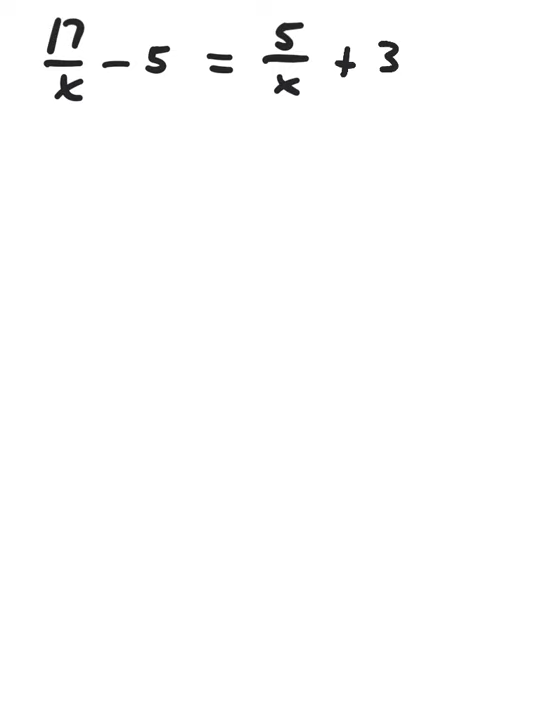 17/x - 5 = 5/x + 3